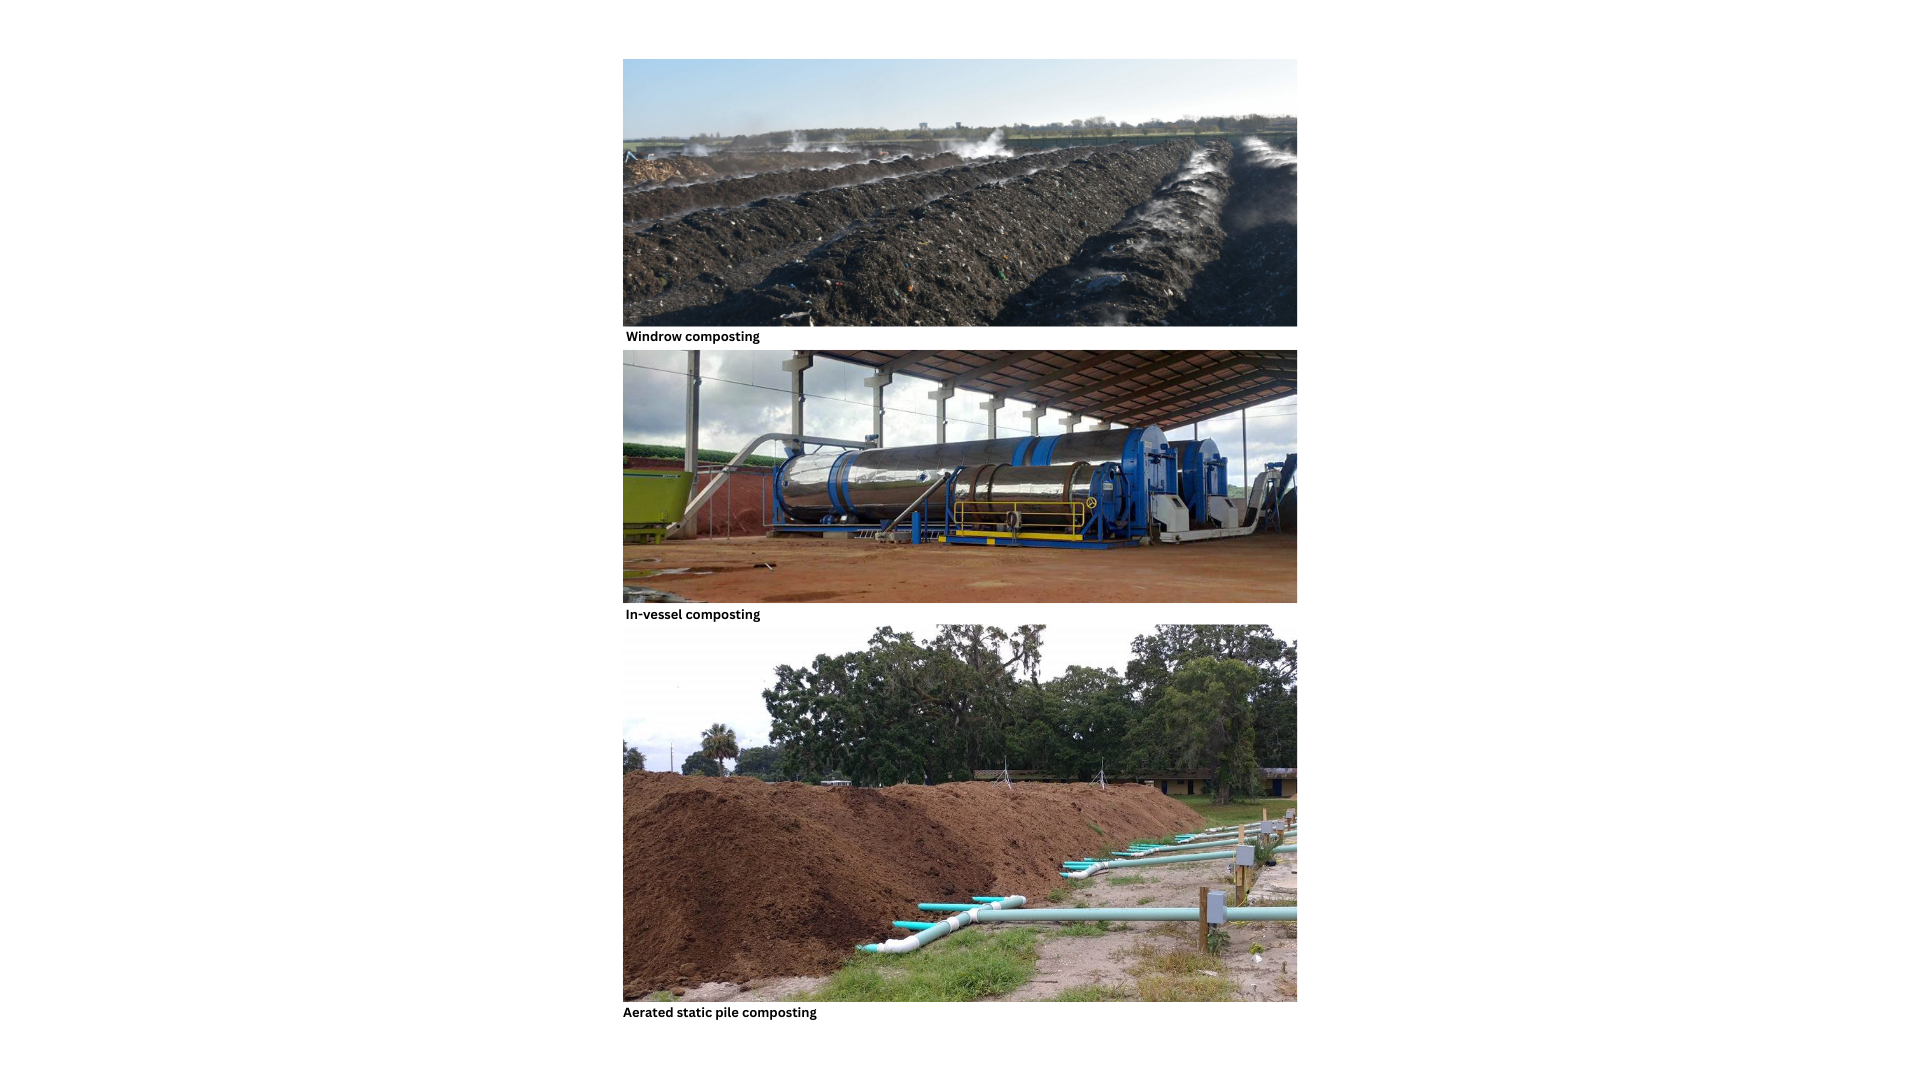 Windrow composting
In-vessel composting
Aerated static pile composting